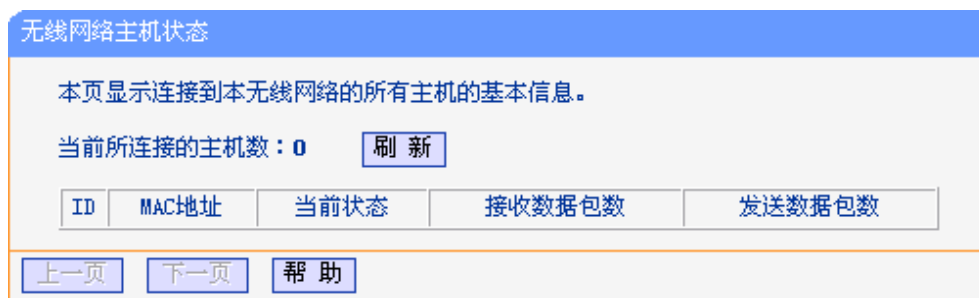 无线网络主机状态
本页显示连接到本无线网络的所有主机的基本信息。
当前所连接的主机数：0 刷 新
ID MAC地址 当前状态 接收数据包数 发送数据包数
上一页 下一页 帮 助